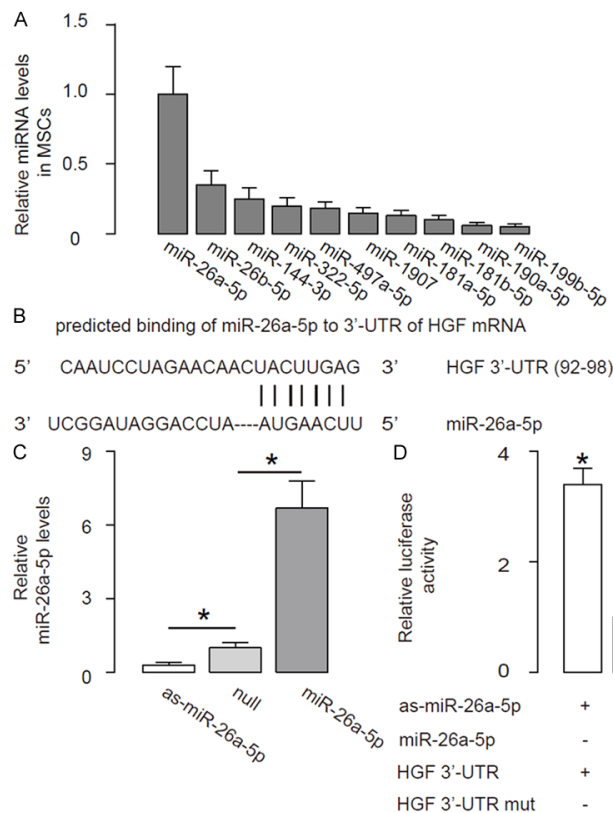 A
Relative miRNA levels
in MSCs
1.5
1.0
0.5
0
miR-26a-5p
miR-26b-5p
miR-144-3p
miR-322-5p
miR-497a-5p
miR-1907
miR-181a-5p
miR-181b-5p
miR-190a-5p
miR-199b-5p
B
predicted binding of miR-26a-5p to 3'-UTR of HGF mRNA
5' CAAUCCUAGAACAACUACUUGAG 3' HGF 3'-UTR (92-98)
3' UCGGAUAGGACCUA----AUGAACUU 5' miR-26a-5p
C
Relative
miR-26a-5p levels
9
6
3
0
*
*
as-miR-26a-5p
null
miR-26a-5p
D
Relative luciferase
activity
4
2
0
*
as-miR-26a-5p +
miR-26a-5p -
HGF 3'-UTR +
HGF 3'-UTR mut -